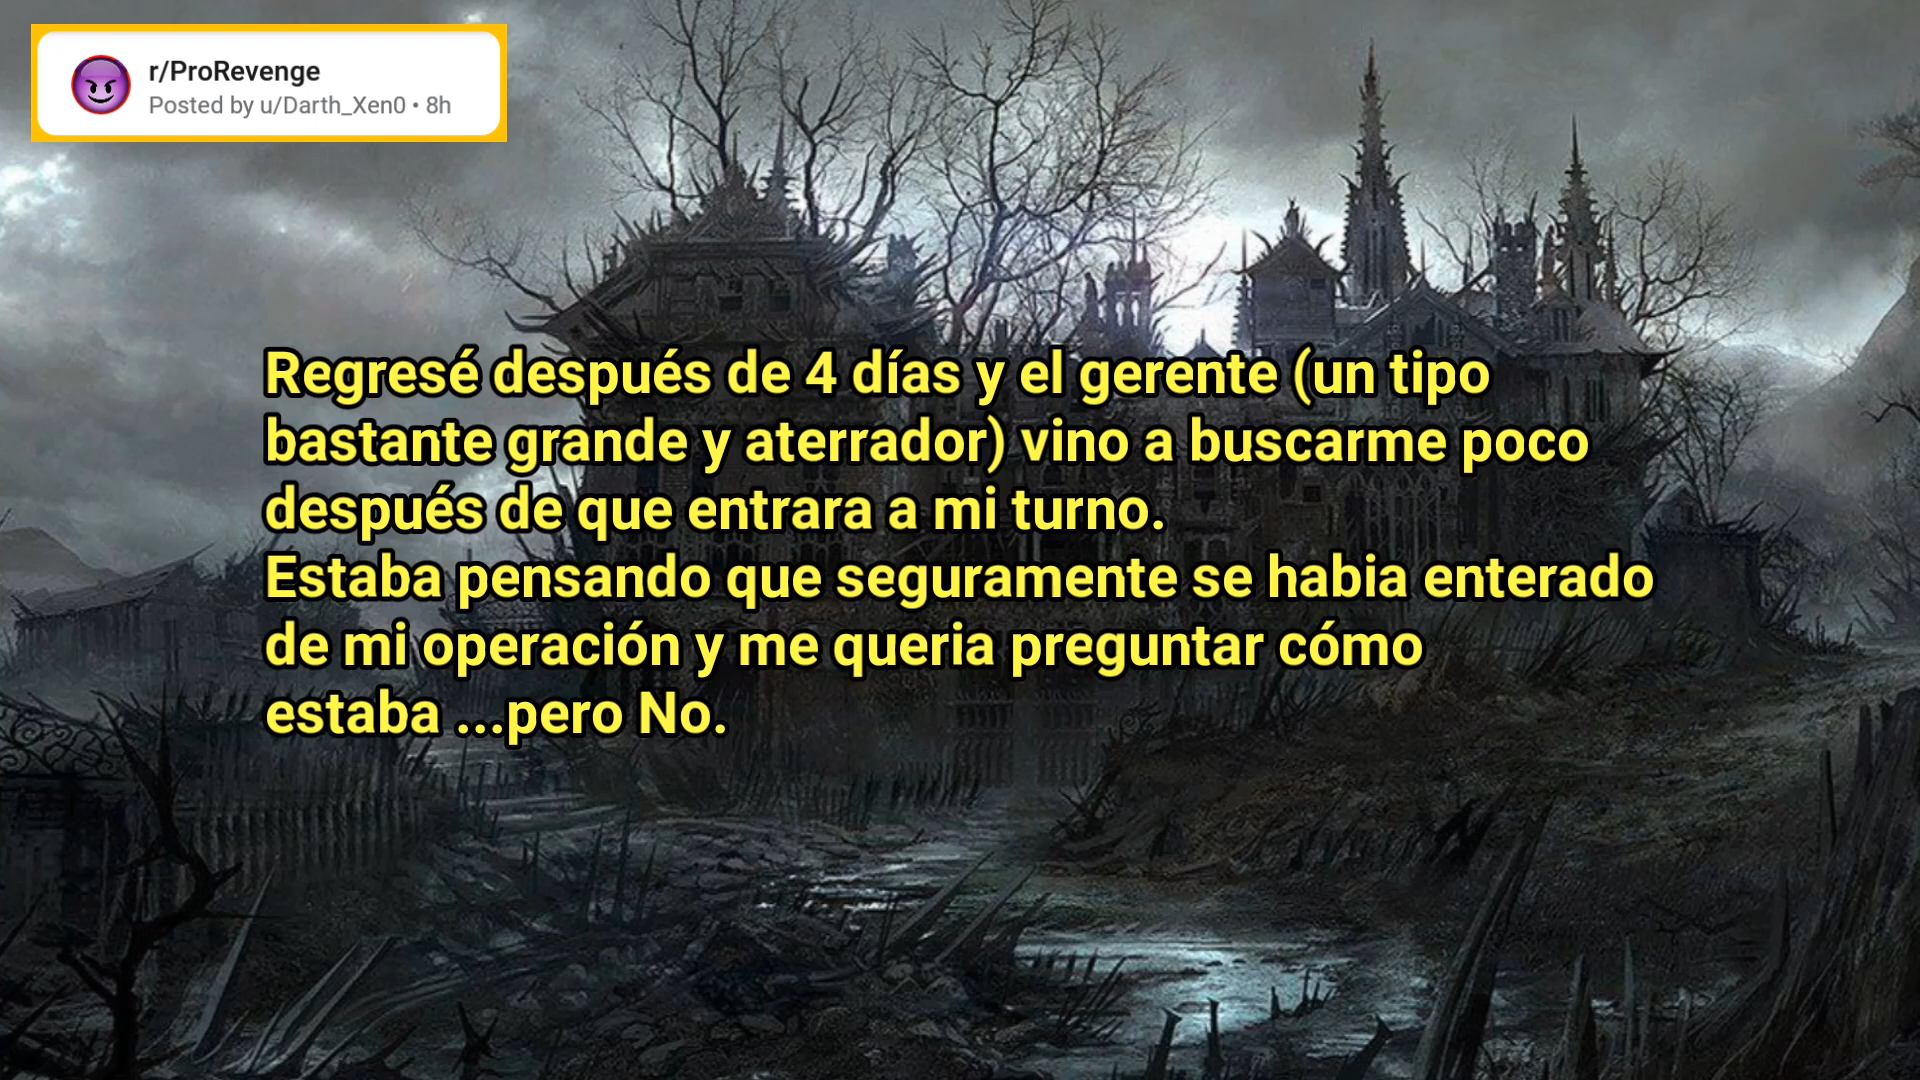 r/ProRevenge
Posted by u/Darth_Xen0 • 8h
Regresé después de 4 días y el gerente (un tipo
bastante grande y aterrador) vino a buscarme poco
después de que entrara a mi turno.
Estaba pensando que seguramente se habia enterado
de mi operación y me queria preguntar cómo
estaba ...pero No.